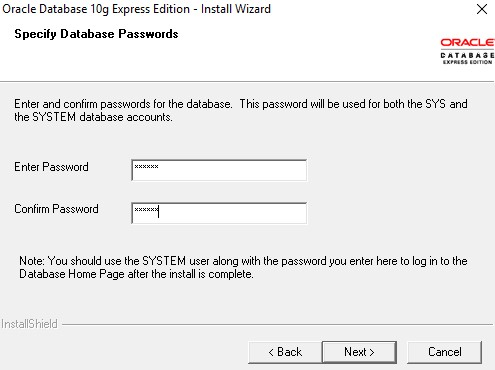 Oracle Database 10g Express Edition - Install Wizard
Specify Database Passwords
ORACLE
DATABASE
EXPRESS EDITION
Enter and confirm passwords for the database. This password will be used for both the SYS and
the SYSTEM database accounts.
Enter Password
xxxxxx
Confirm Password
xxxxxx
Note: You should use the SYSTEM user along with the password you enter here to log in to the
Database Home Page after the install is complete.
InstallShield
< Back
Next >
Cancel